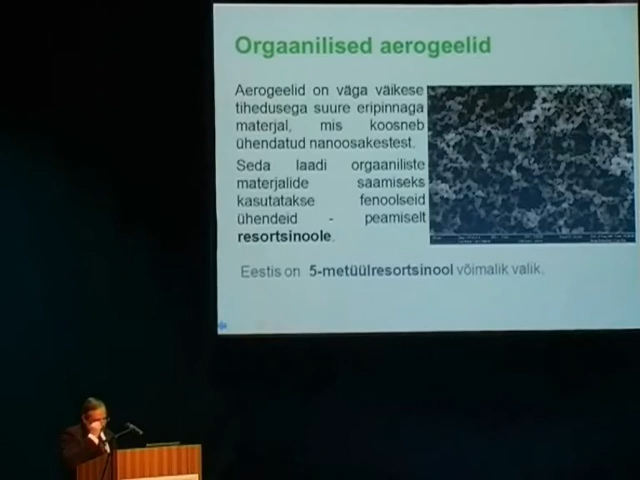 Orgaanilised aerogeelid
Aerogeelid on väga väikese
tihedusega suure eripinnaga
materjal, mis koosneb
ühendatud nanoosakestest.
Seda laadi orgaaniliste
materjalide saamiseks
kasutatakse fenoolseid
ühendeid - peamiselt
resortsinoole.
Eestis on 5-metüülresortsinool võimalik valik.